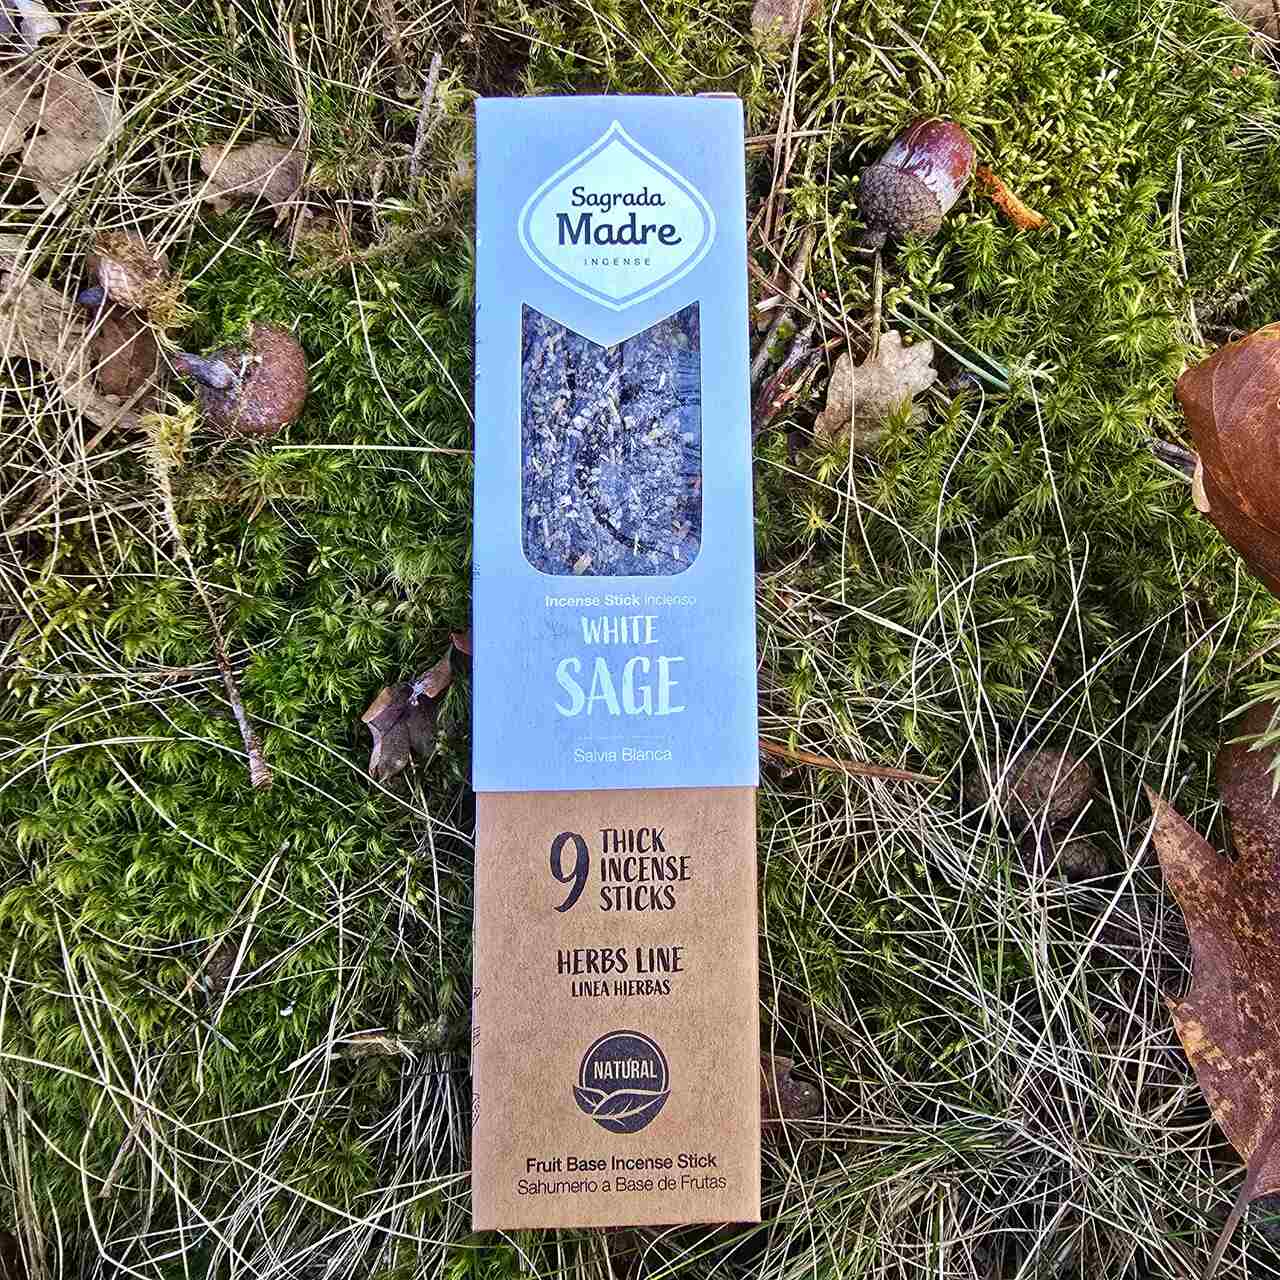 Sagrada
Madre
INCENSE
Incense Stick Incienso
WHITE
SAGE
Salvia Blanca
9 THICK
INCENSE
STICKS
HERBS LINE
LINEA HIERBAS
NATURAL
Fruit Base Incense Stick
Sahumerio a Base de Frutas